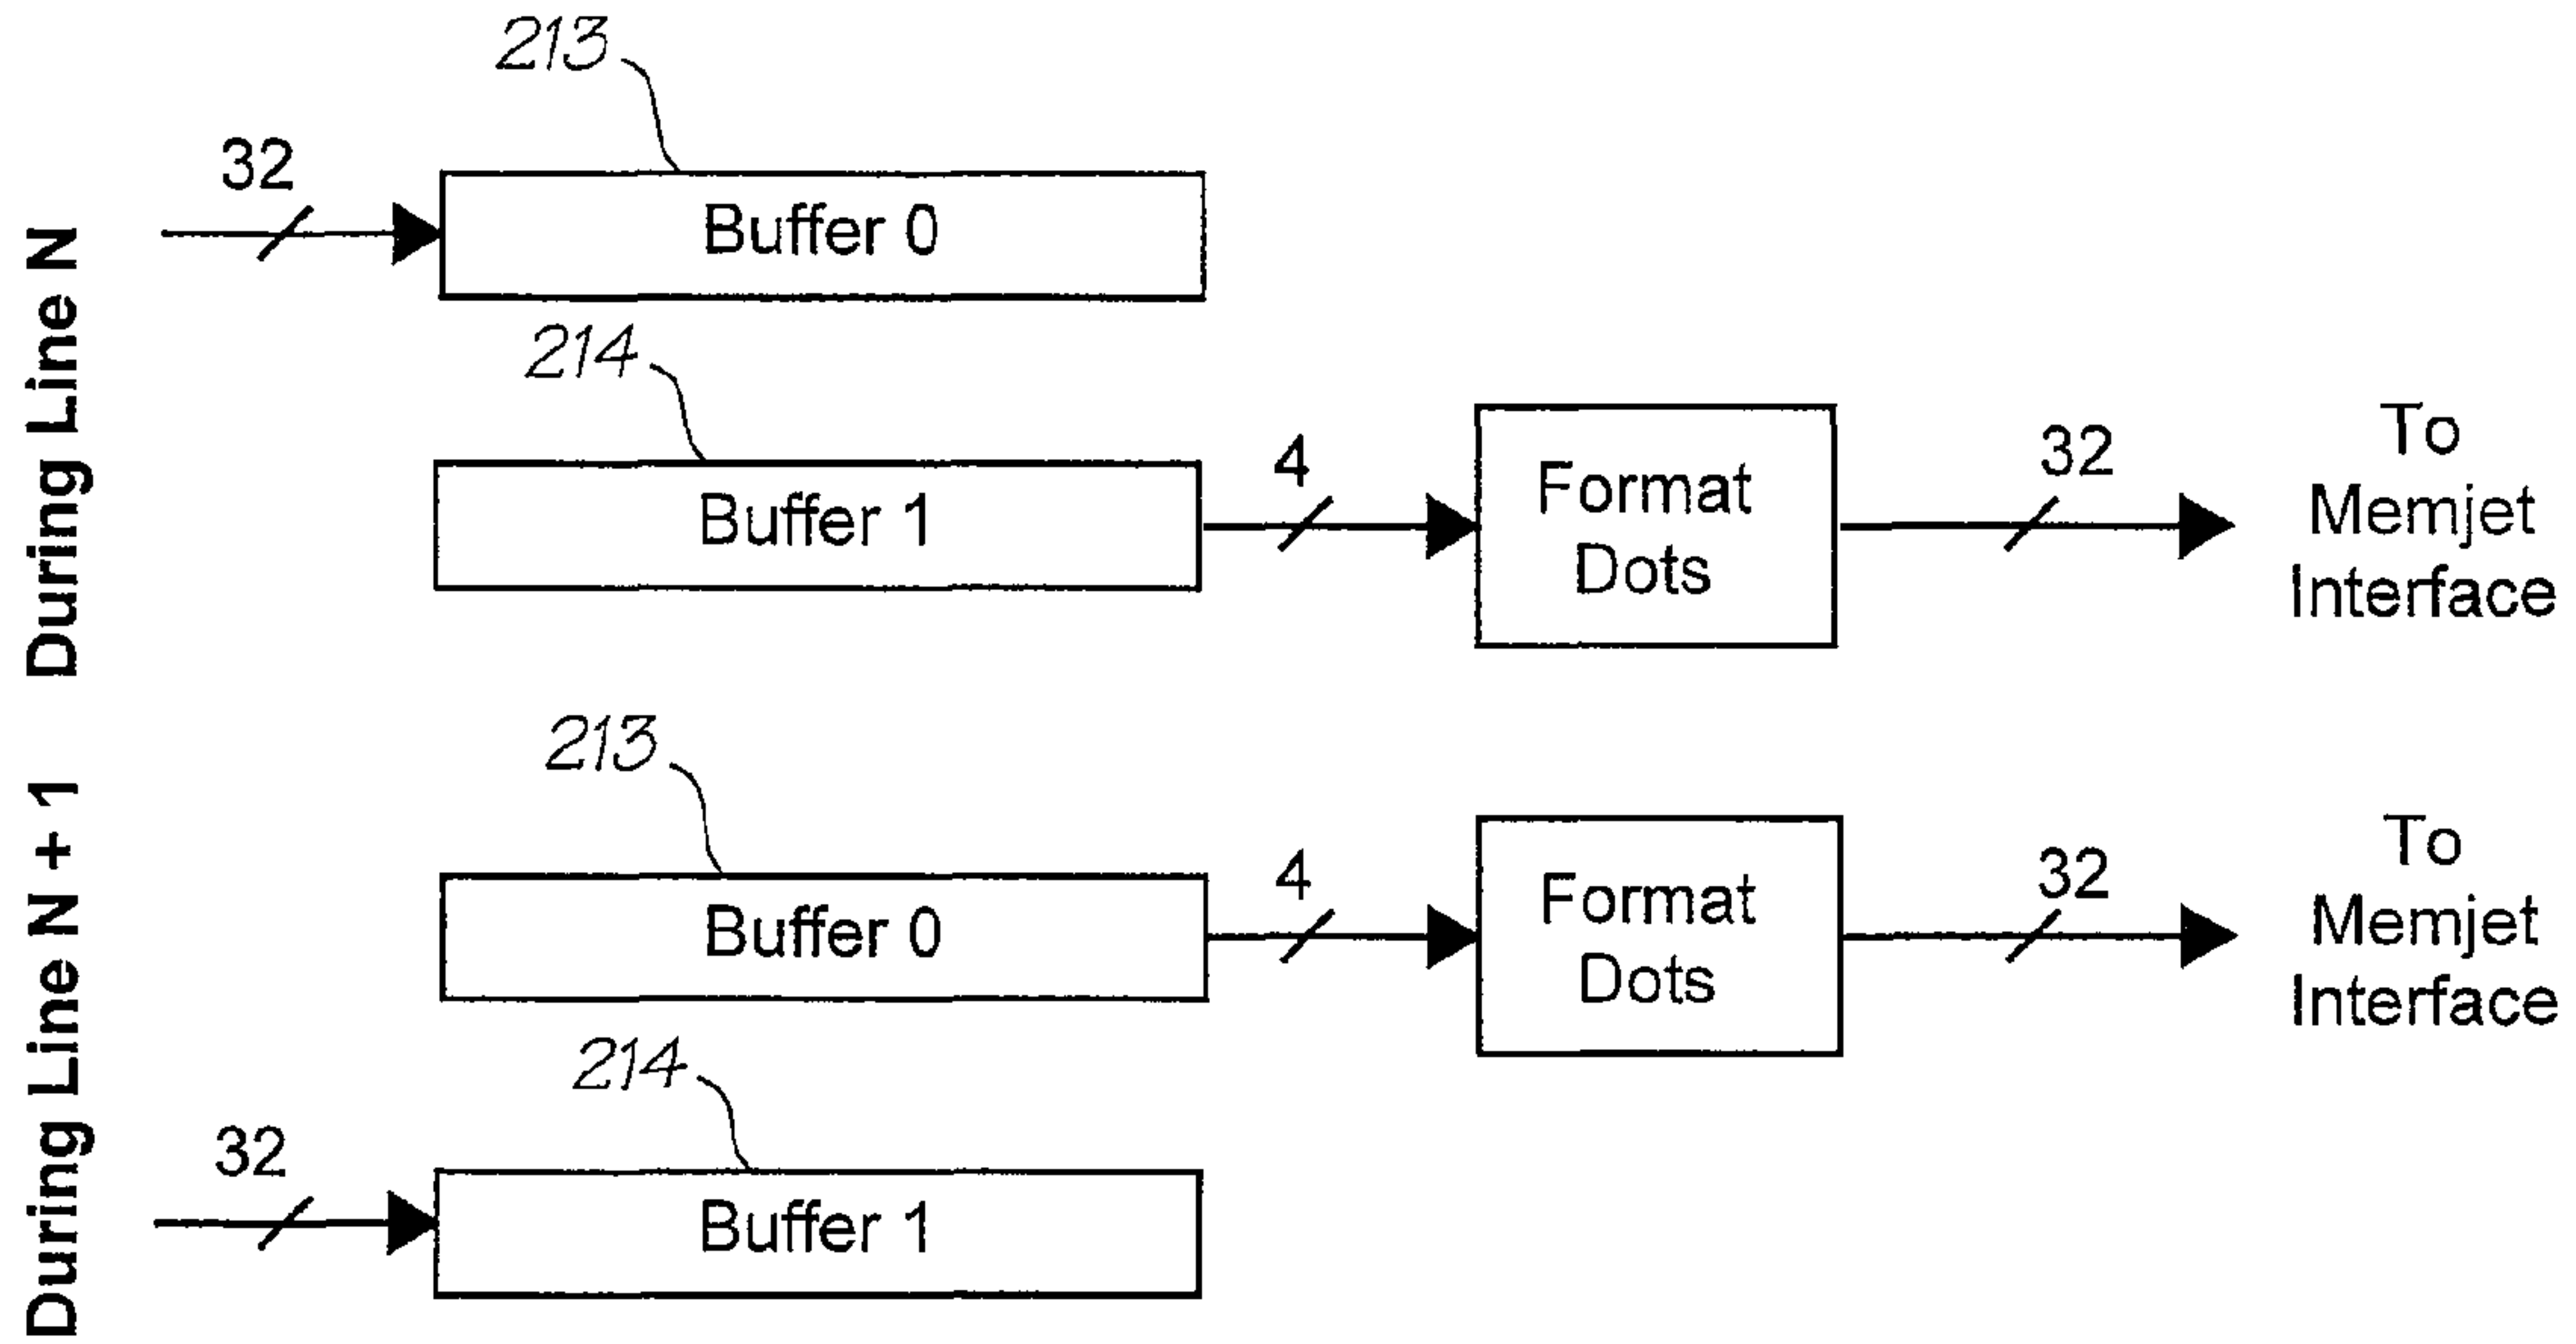 213
32
Buffer 0
During Line N
214
Buffer 1
4
Format
Dots
32
To
Memjet
Interface
213
Buffer 0
4
Format
Dots
32
To
Memjet
Interface
During Line N + 1
214
32
Buffer 1